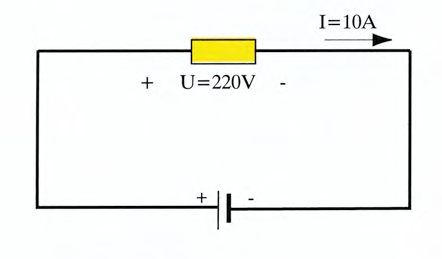 I=10A
+ U=220V -
+ -